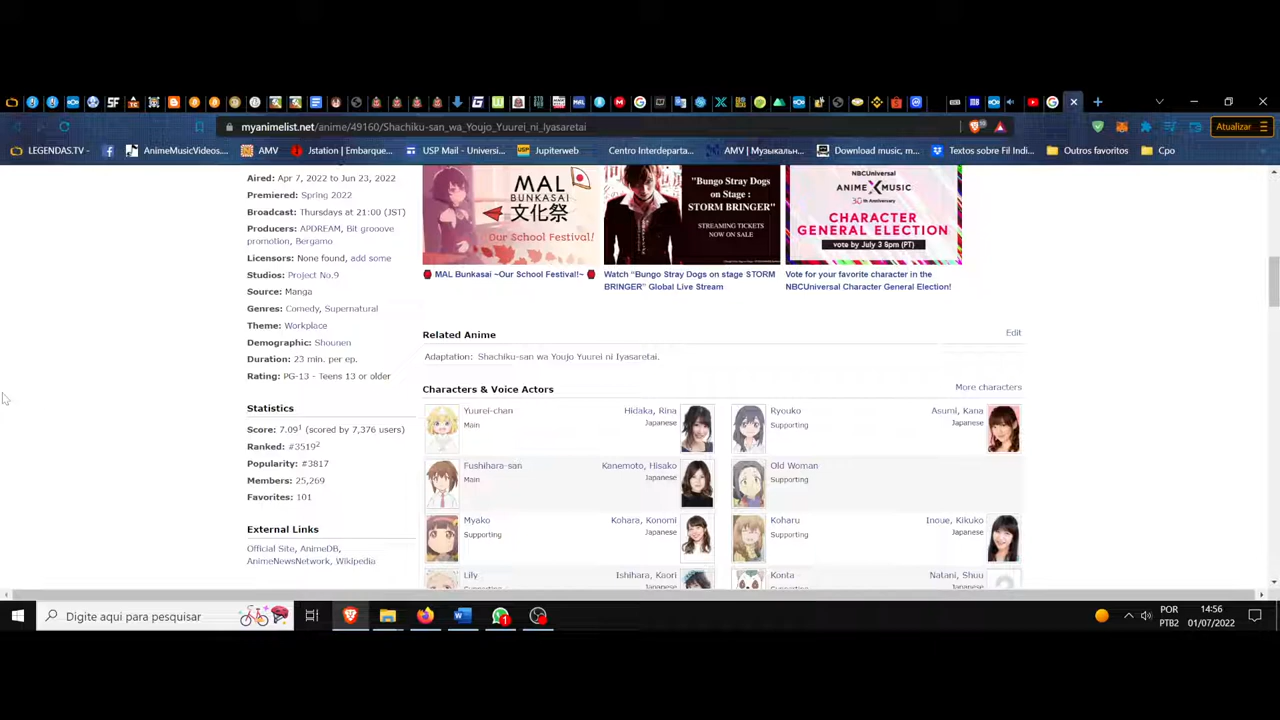 myanimelist.net/anime/49160/Shachiku-san_wa_Youjo_Yuurei_ni_Iyasaretai
Atualizar
LEGENDAS.TV -
AnimeMusicVideos...
AMV
Jstation | Embarque...
USP Mail - Universi...
Jupiterweb
Centro Interdeparta...
AMV | Музыкальн...
Download music, m...
Textos sobre Fil Indi...
Outros favoritos
Cpo
Aired: Apr 7, 2022 to Jun 23, 2022
Premiered: Spring 2022
Broadcast: Thursdays at 21:00 (JST)
Producers: APDREAM, Bit grooove
promotion, Bergamo
Licensors: None found, add some
Studios: Project No.9
Source: Manga
Genres: Comedy, Supernatural
Theme: Workplace
Demographic: Shounen
Duration: 23 min. per ep.
Rating: PG-13 - Teens 13 or older
Statistics
Score: 7.09¹ (scored by 7,376 users)
Ranked: #3519²
Popularity: #3817
Members: 25,269
Favorites: 101
External Links
Official Site, AnimeDB,
AnimeNewsNetwork, Wikipedia
MAL
BUNKASAI
文化祭
Our School Festival!
MAL Bunkasai ~Our School Festival!~
"Bungo Stray Dogs
on Stage :
STORM BRINGER"
STREAMING TICKETS
NOW ON SALE
Watch "Bungo Stray Dogs on stage STORM
BRINGER" Global Live Stream
NBCUniversal
ANIME X MUSIC
30th Anniversary
CHARACTER
GENERAL ELECTION
vote by July 3 8pm (PT)
Vote for your favorite character in the
NBCUniversal Character General Election!
Related Anime
Edit
Adaptation: Shachiku-san wa Youjo Yuurei ni Iyasaretai.
Characters & Voice Actors
More characters
Yuurei-chan
Main
Hidaka, Rina
Japanese
Ryouko
Supporting
Asumi, Kana
Japanese
Fushihara-san
Main
Kanemoto, Hisako
Japanese
Old Woman
Supporting
Myako
Supporting
Kohara, Konomi
Japanese
Koharu
Supporting
Inoue, Kikuko
Japanese
Lily
Supporting
Ishihara, Kaori
Japanese
Konta
Supporting
Natani, Shuu
Japanese
Digite aqui para pesquisar
POR
PTB2
14:56
01/07/2022